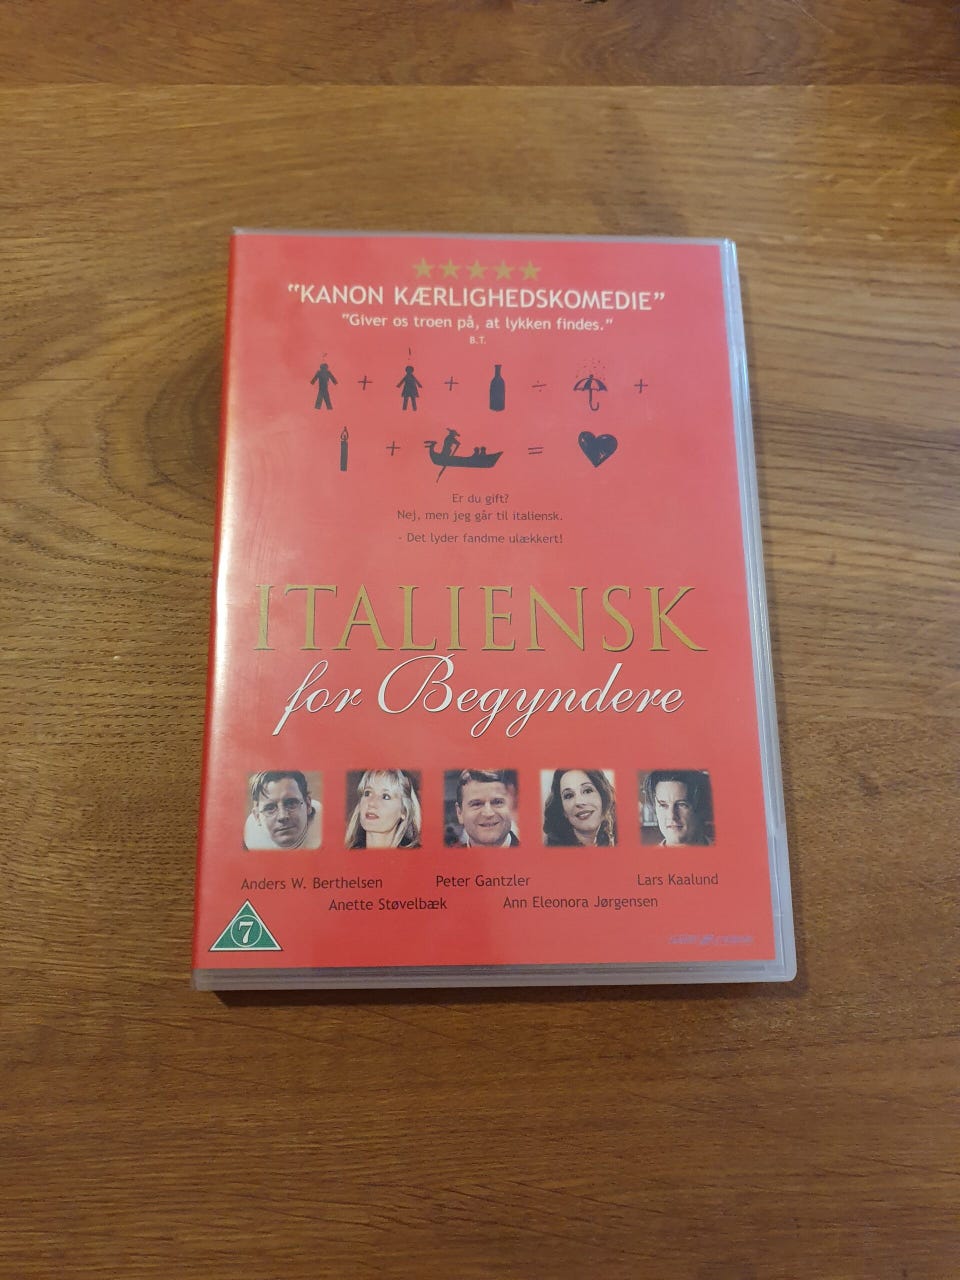 "KANON KÆRLIGHEDSKOMEDIE"
"Giver os troen på, at lykken findes."
B.T.
Er du gift?
Nej, men jeg går til italiensk.
- Det lyder fandme ulækkert!
ITALIENSK
for Begyndere
Anders W. Berthelsen Peter Gantzler Lars Kaalund
Anette Støvelbæk Ann Eleonora Jørgensen
7